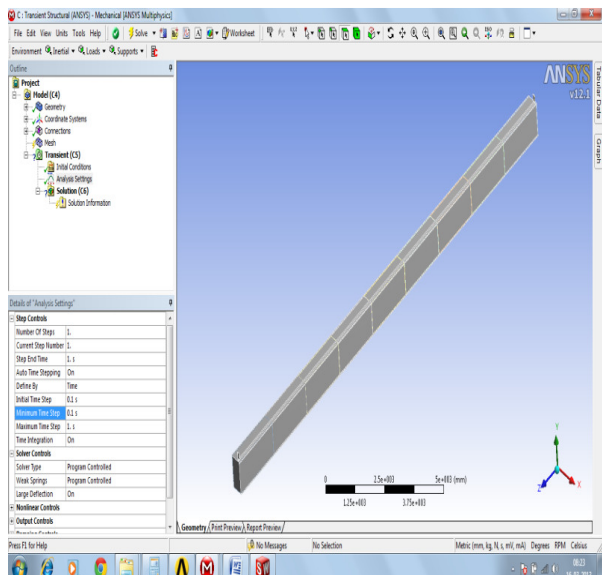 C : Transient Structural (ANSYS) - Mechanical [ANSYS Multiphysics]
File Edit View Units Tools Help Solve Worksheet
Environment Inertial Loads Supports
Outline
Project
Model (C4)
Geometry
Coordinate Systems
Connections
Mesh
Transient (C5)
Initial Conditions
Analysis Settings
Solution (C6)
Solution Information
Details of "Analysis Settings"
Step Controls
Number Of Steps 1.
Current Step Number 1.
Step End Time 1. s
Auto Time Stepping On
Define By Time
Initial Time Step 0.1 s
Minimum Time Step 0.1 s
Maximum Time Step 1. s
Time Integration On
Solver Controls
Solver Type Program Controlled
Weak Springs Program Controlled
Large Deflection On
Nonlinear Controls
Output Controls
ANSYS
v12.1
0 2.5e+003 5e+003 (mm)
1.25e+003 3.75e+003
Y
Z X
Geometry Print Preview Report Preview
Tabular Data
Graph
Press F1 for Help No Messages No Selection Metric (mm, kg, N, s, mV, mA) Degrees RPM Celsius
08:23